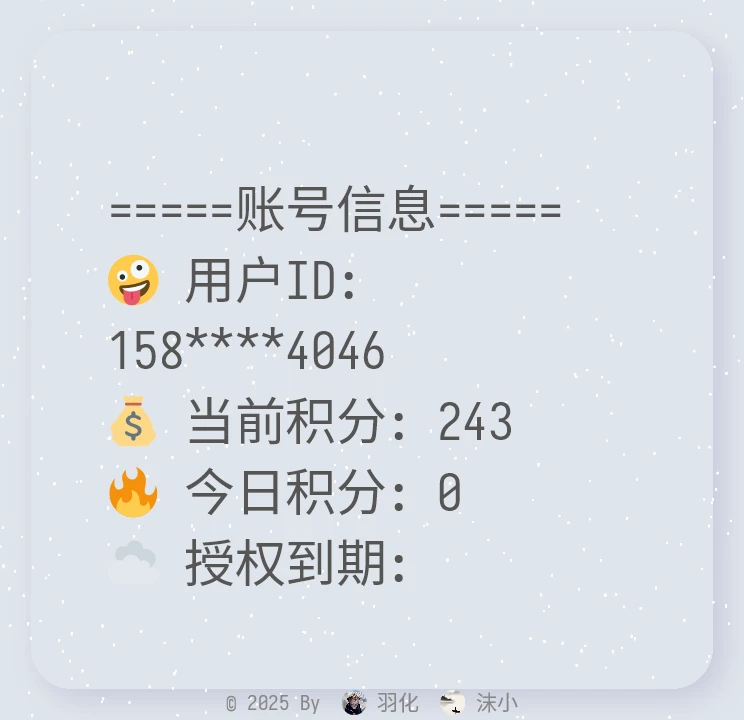 =====账号信息=====
🤪 用户ID:
158****4046
💰 当前积分: 243
🔥 今日积分: 0
☁️ 授权到期:
© 2025 By 羽化 沫小